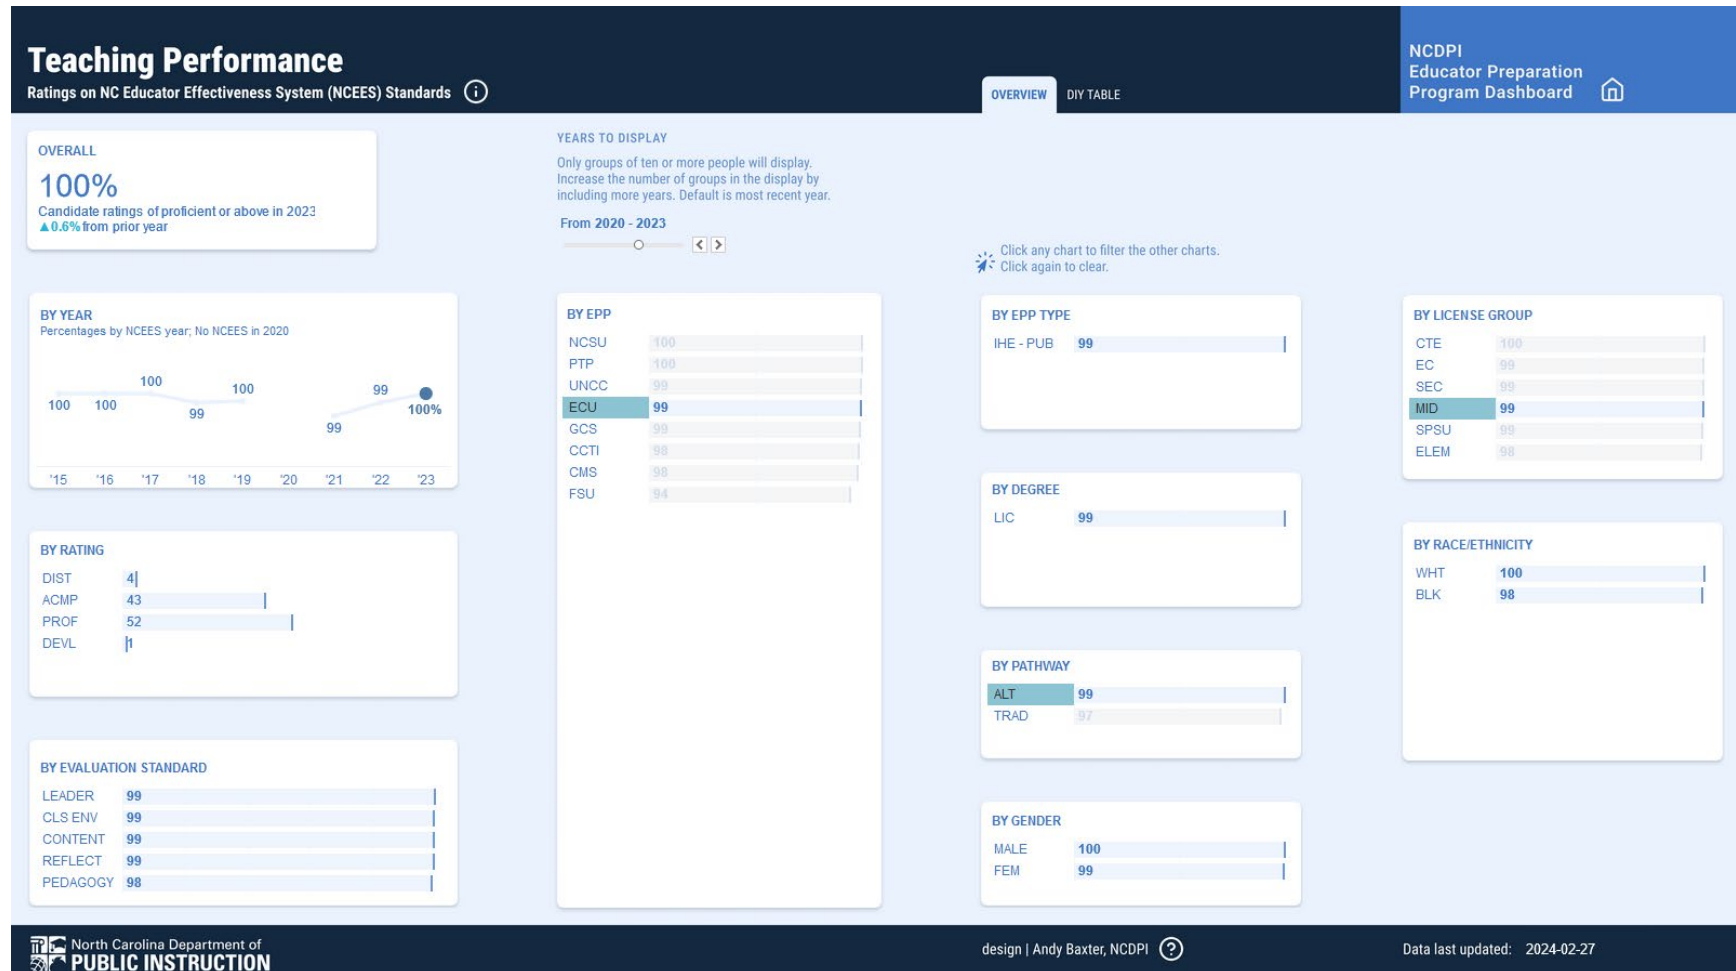 Teaching Performance
Ratings on NC Educator Effectiveness System (NCEES) Standards
OVERVIEW
DIY TABLE
NCDPI
Educator Preparation
Program Dashboard
OVERALL
100%
Candidate ratings of proficient or above in 2023
▲0.6% from prior year
YEARS TO DISPLAY
Only groups of ten or more people will display.
Increase the number of groups in the display by
including more years. Default is most recent year.
From 2020 - 2023
Click any chart to filter the other charts.
Click again to clear.
BY YEAR
Percentages by NCEES year; No NCEES in 2020
100 100 100 99 100 99 99 100%
'15 '16 '17 '18 '19 '20 '21 '22 '23
BY RATING
DIST 4
ACMP 43
PROF 52
DEVL 1
BY EVALUATION STANDARD
LEADER 99
CLS ENV 99
CONTENT 99
REFLECT 99
PEDAGOGY 98
BY EPP
NCSU 100
PTP 100
UNCC 99
ECU 99
GCS 99
CCTI 98
CMS 98
FSU 94
BY EPP TYPE
IHE - PUB 99
BY DEGREE
LIC 99
BY PATHWAY
ALT 99
TRAD 97
BY GENDER
MALE 100
FEM 99
BY LICENSE GROUP
CTE 100
EC 99
SEC 99
MID 99
SPSU 99
ELEM 98
BY RACE/ETHNICITY
WHT 100
BLK 98
North Carolina Department of
PUBLIC INSTRUCTION
design | Andy Baxter, NCDPI
Data last updated: 2024-02-27